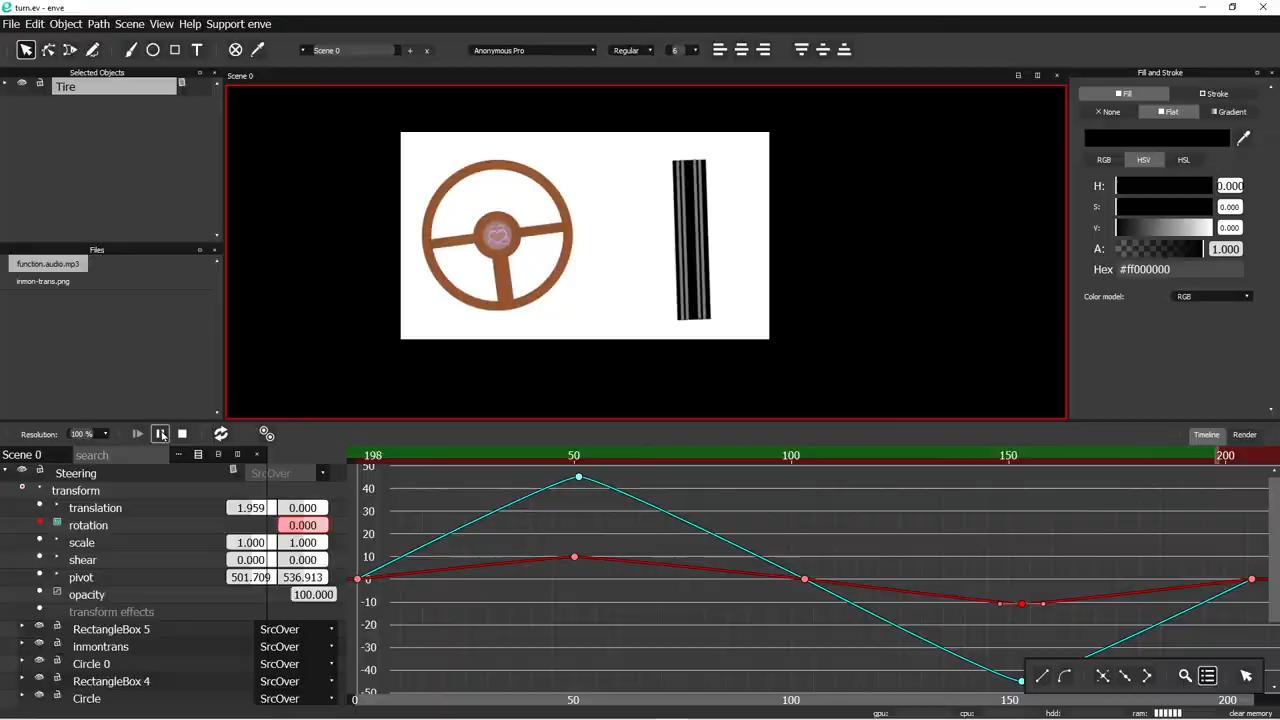 turn.ev - enve
File Edit Object Path Scene View Help Support enve
Scene 0 + x Anonymous Pro Regular 6
Selected Objects
Tire
Scene 0
Fill and Stroke
Fill Stroke
None Flat Gradient
RGB HSV HSL
H: 0.000
S: 0.000
V: 0.000
A: 1.000
Hex #ff000000
Color model: RGB
Files
function.audio.mp3
inmon-trans.png
Resolution: 100 %
Timeline Render
Scene 0 search
198 50 100 150 200
Steering SrcOver
transform
translation 1.959 0.000
rotation 0.000
scale 1.000 1.000
shear 0.000 0.000
pivot 501.709 536.913
opacity 100.000
transform effects
RectangleBox 5 SrcOver
inmontrans SrcOver
Circle 0 SrcOver
RectangleBox 4 SrcOver
Circle SrcOver
50
40
30
20
10
0
-10
-20
-30
-40
-50
0 50 100 150 200
gpu: cpu: hdd: ram: clear memory